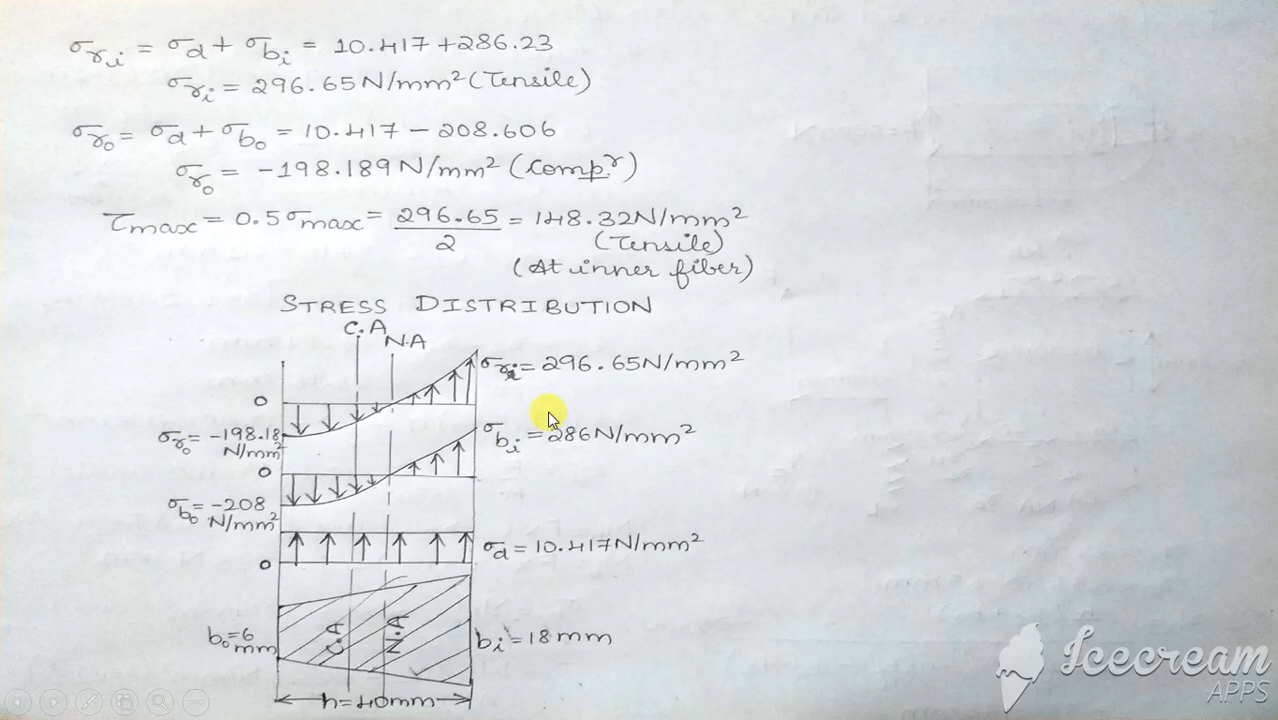 σri = σd + σbi = 10.417 + 286.23
σri = 296.65 N/mm² (Tensile)
σro = σd + σbo = 10.417 - 208.606
σro = -198.189 N/mm² (Compr)
τmax = 0.5 σmax = 296.65/2 = 148.32 N/mm²
(Tensile)
(At inner fiber)
STRESS DISTRIBUTION
C.A
N.A
σri = 296.65 N/mm²
0
σro = -198.18
N/mm²
σbi = 286 N/mm²
0
σbo = -208
N/mm²
σd = 10.417 N/mm²
0
bo = 6
mm
C.A
N.A
bi = 18 mm
h = 40mm
Icecream
APPS